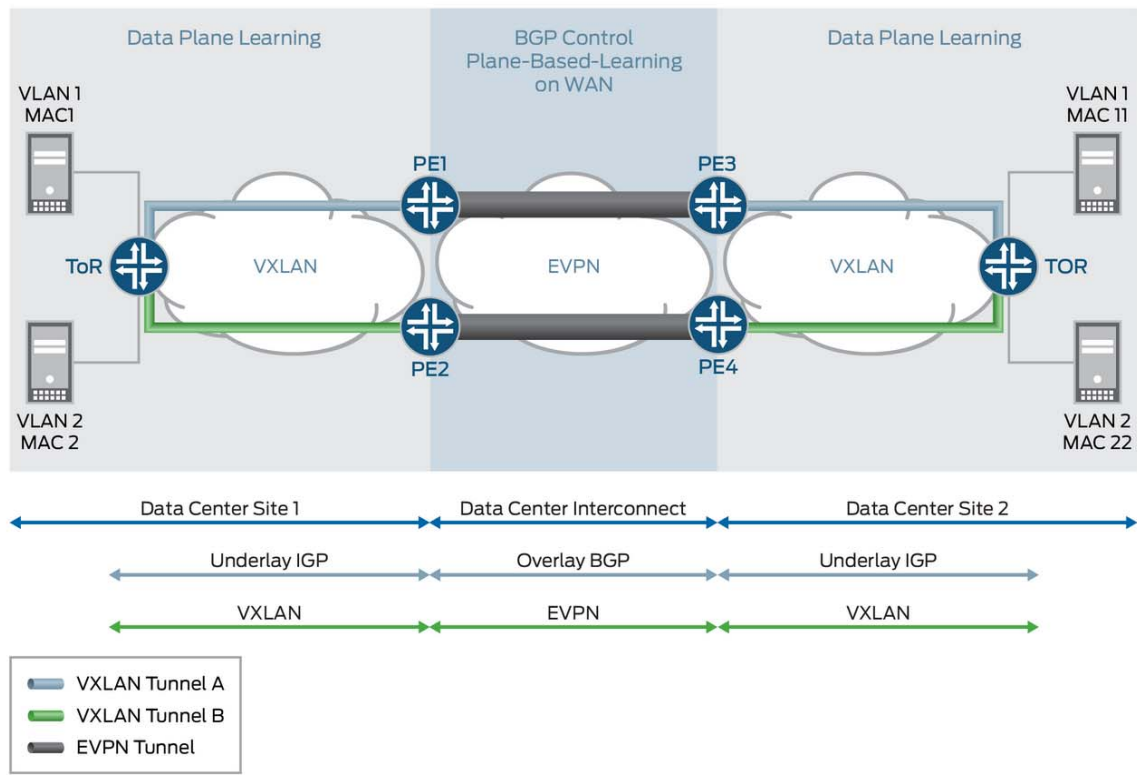 Data Plane Learning
BGP Control
Plane-Based-Learning
on WAN
Data Plane Learning
VLAN 1
MAC1
VLAN 1
MAC 11
PE1
PE3
ToR
VXLAN
EVPN
VXLAN
TOR
PE2
PE4
VLAN 2
MAC 2
VLAN 2
MAC 22
Data Center Site 1
Data Center Interconnect
Data Center Site 2
Underlay IGP
Overlay BGP
Underlay IGP
VXLAN
EVPN
VXLAN
VXLAN Tunnel A
VXLAN Tunnel B
EVPN Tunnel